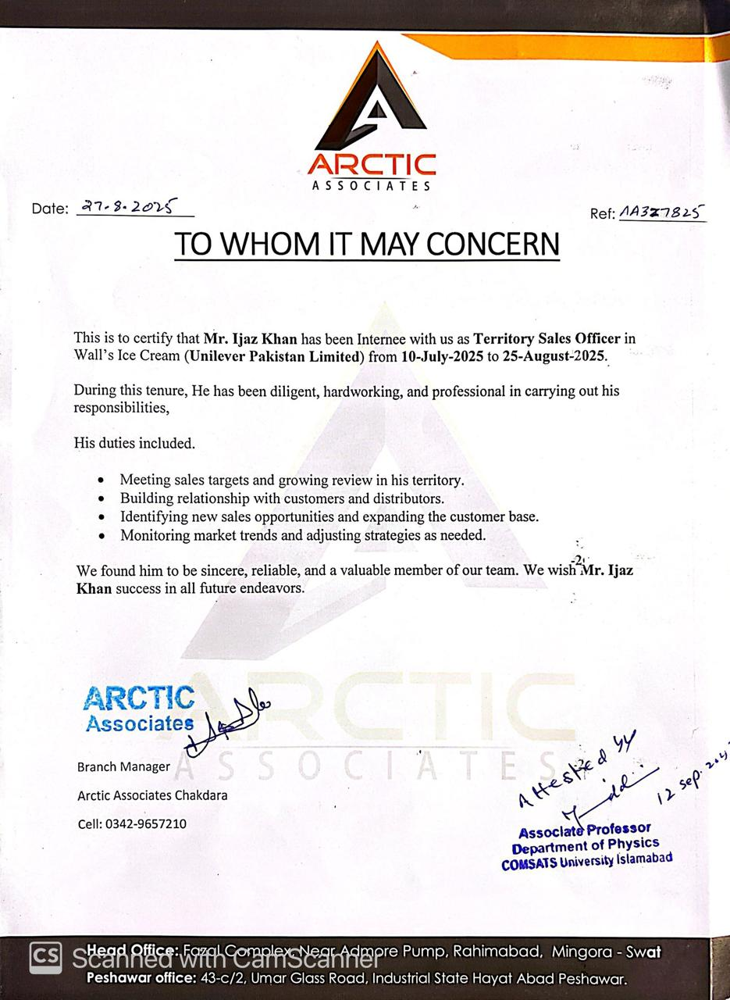 ARCTIC
ASSOCIATES
Date: 27-8-2025
Ref: AA327825
TO WHOM IT MAY CONCERN
This is to certify that Mr. Ijaz Khan has been Internee with us as Territory Sales Officer in
Wall's Ice Cream (Unilever Pakistan Limited) from 10-July-2025 to 25-August-2025.
During this tenure, He has been diligent, hardworking, and professional in carrying out his
responsibilities,
His duties included.
• Meeting sales targets and growing review in his territory.
• Building relationship with customers and distributors.
• Identifying new sales opportunities and expanding the customer base.
• Monitoring market trends and adjusting strategies as needed.
We found him to be sincere, reliable, and a valuable member of our team. We wish Mr. Ijaz
Khan success in all future endeavors.
ARCTIC
Associates
ARCTIC
ASSOCIATES
Branch Manager
Arctic Associates Chakdara
Cell: 0342-9657210
Attested by
12 sep.
Associate Professor
Department of Physics
COMSATS University Islamabad
Head Office: Fazal Complex Near Admore Pump, Rahimabad, Mingora - Swat
CS Scanned with CamScanner
Peshawar office: 43-c/2, Umar Glass Road, Industrial State Hayat Abad Peshawar.